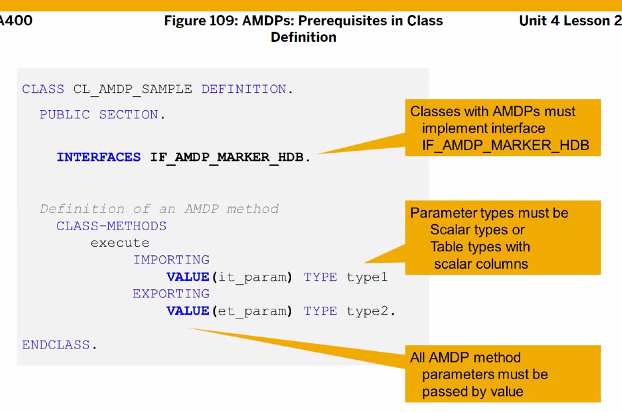 A400
Figure 109: AMDPs: Prerequisites in Class
Definition
Unit 4 Lesson 2
CLASS CL_AMDP_SAMPLE DEFINITION.
PUBLIC SECTION.
INTERFACES IF_AMDP_MARKER_HDB.
Definition of an AMDP method
CLASS-METHODS
execute
IMPORTING
VALUE(it_param) TYPE type1
EXPORTING
VALUE(et_param) TYPE type2.
ENDCLASS.
Classes with AMDPs must
implement interface
IF_AMDP_MARKER_HDB
Parameter types must be
Scalar types or
Table types with
scalar columns
All AMDP method
parameters must be
passed by value